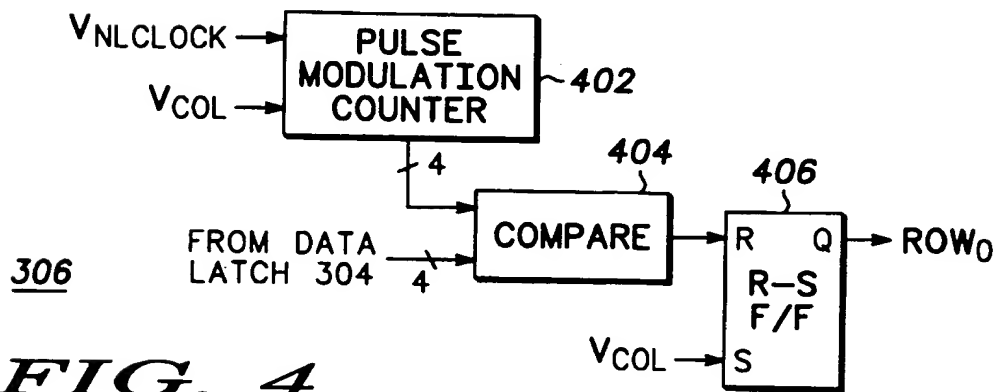 VNLCLOCK
VCOL
PULSE
MODULATION
COUNTER
402
4
404
406
FROM DATA
LATCH 304
4
COMPARE
R Q
ROW0
R-S
F/F
306
VCOL
S
FIG. 4